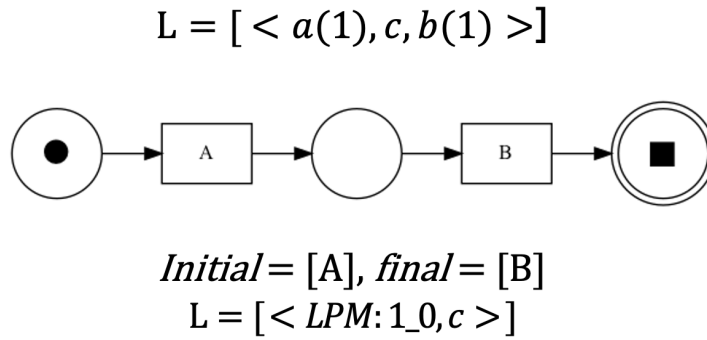 L = [ < a(1), c, b(1) >]
A
B
Initial = [A], final = [B]
L = [< LPM: 1_0, c >]